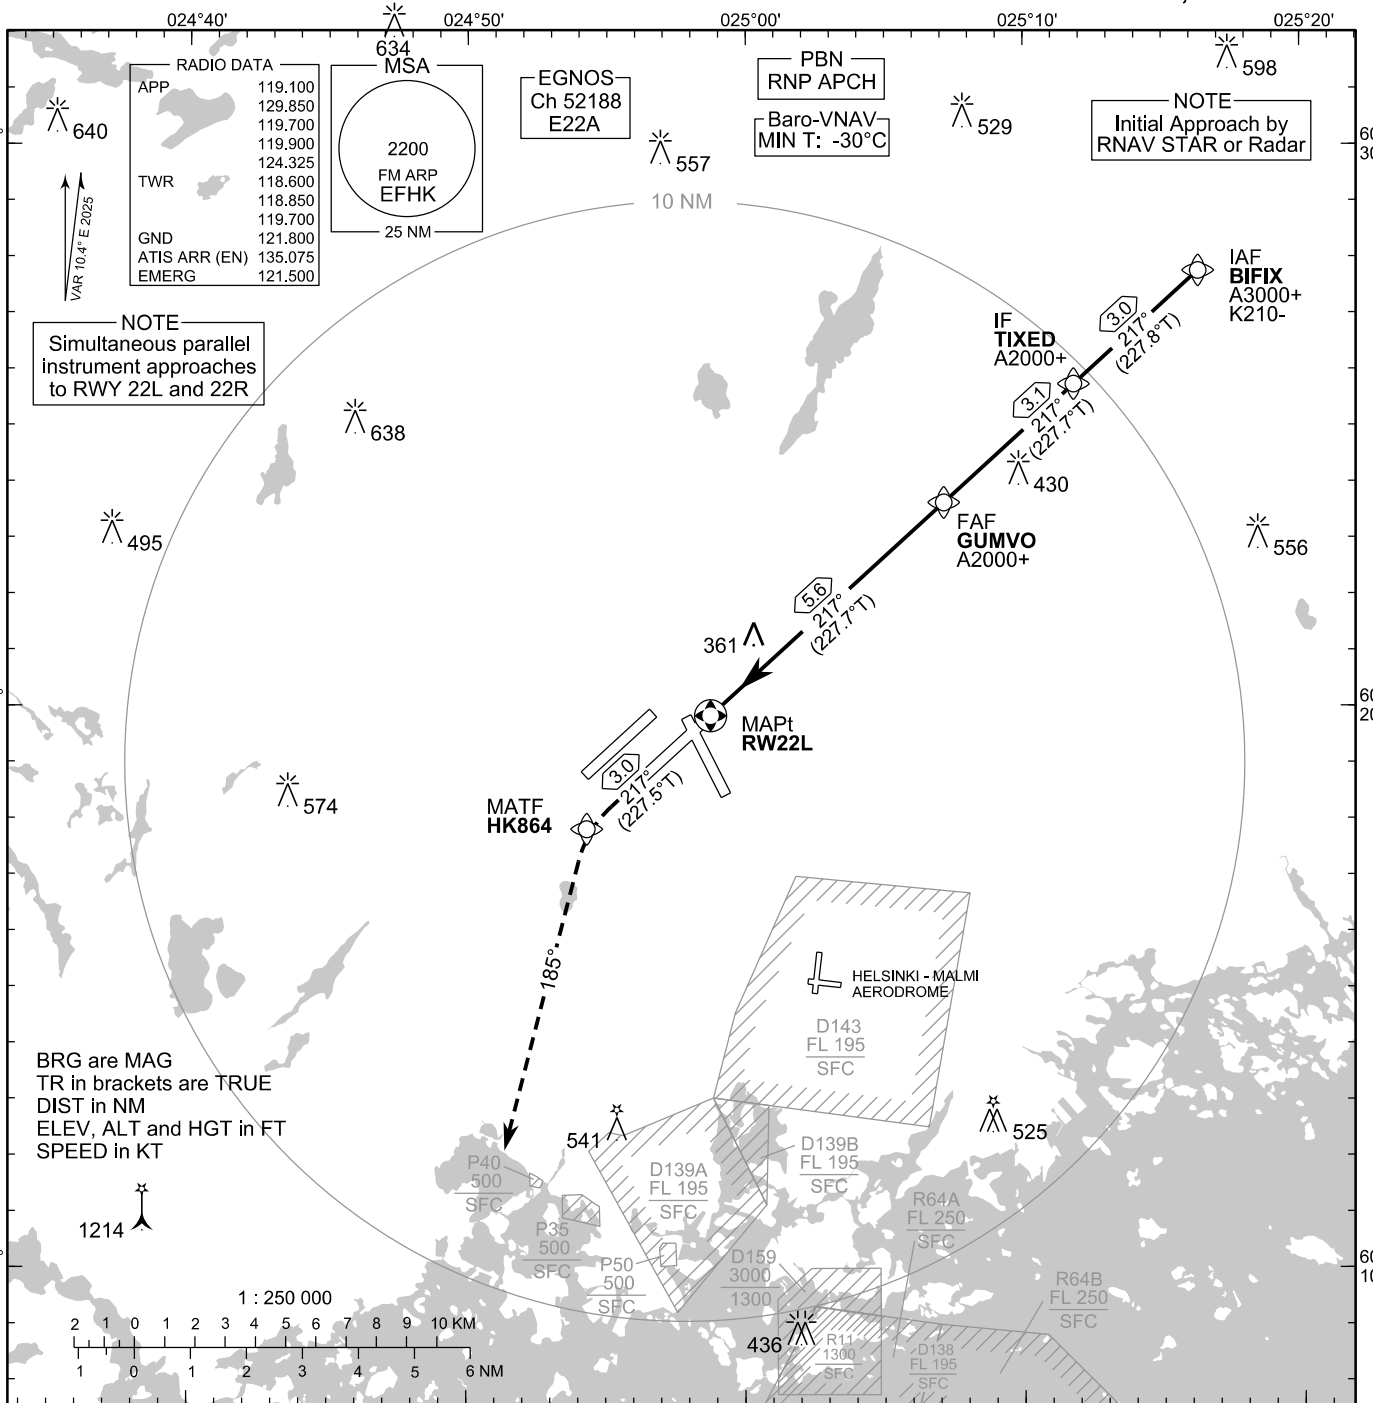 024°40'
024°50'
025°00'
025°10'
025°20'
634
598
640
529
557
RADIO DATA
APP 119.100
129.850
119.700
119.900
124.325
TWR 118.600
118.850
119.700
GND 121.800
ATIS ARR (EN) 135.075
EMERG 121.500
MSA
2200
FM ARP
EFHK
25 NM
EGNOS
Ch 52188
E22A
PBN
RNP APCH
Baro-VNAV
MIN T: -30°C
NOTE
Initial Approach by
RNAV STAR or Radar
VAR 10.4° E 2025
10 NM
NOTE
Simultaneous parallel
instrument approaches
to RWY 22L and 22R
IAF
BIFIX
A3000+
K210-
3.0
217°
(227.8°T)
IF
TIXED
A2000+
3.1
217°
(227.7°T)
638
430
495
556
FAF
GUMVO
A2000+
5.6
217°
(227.7°T)
361
MAPt
RW22L
3.0
217°
(227.5°T)
574
MATF
HK864
185°
HELSINKI - MALMI
AERODROME
D143
FL 195
SFC
BRG are MAG
TR in brackets are TRUE
DIST in NM
ELEV, ALT and HGT in FT
SPEED in KT
541
525
1214
P40
500
SFC
D139A
FL 195
SFC
D139B
FL 195
SFC
P35
500
SFC
P50
500
SFC
D159
3000
1300
R64A
FL 250
SFC
R64B
FL 250
SFC
436
R11
1300
SFC
D138
FL 195
SFC
1 : 250 000
2 1 0 1 2 3 4 5 6 7 8 9 10 KM
1 0 1 2 3 4 5 6 NM
60
30
60
20
60
10